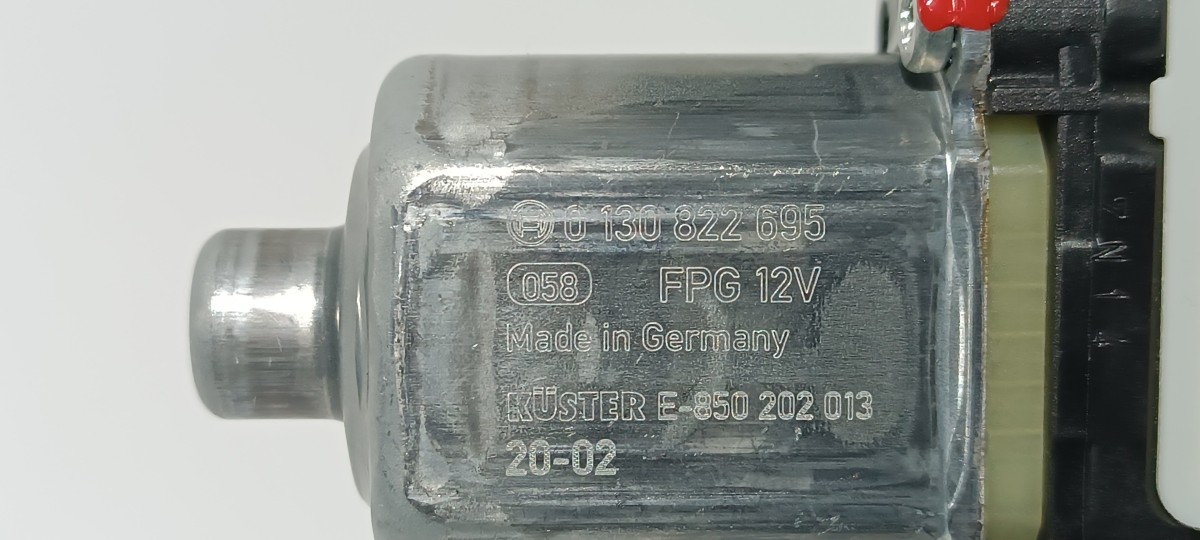 0 130 822 695
058 FPG 12V
Made in Germany
KÜSTER E-850 202 013
20-02